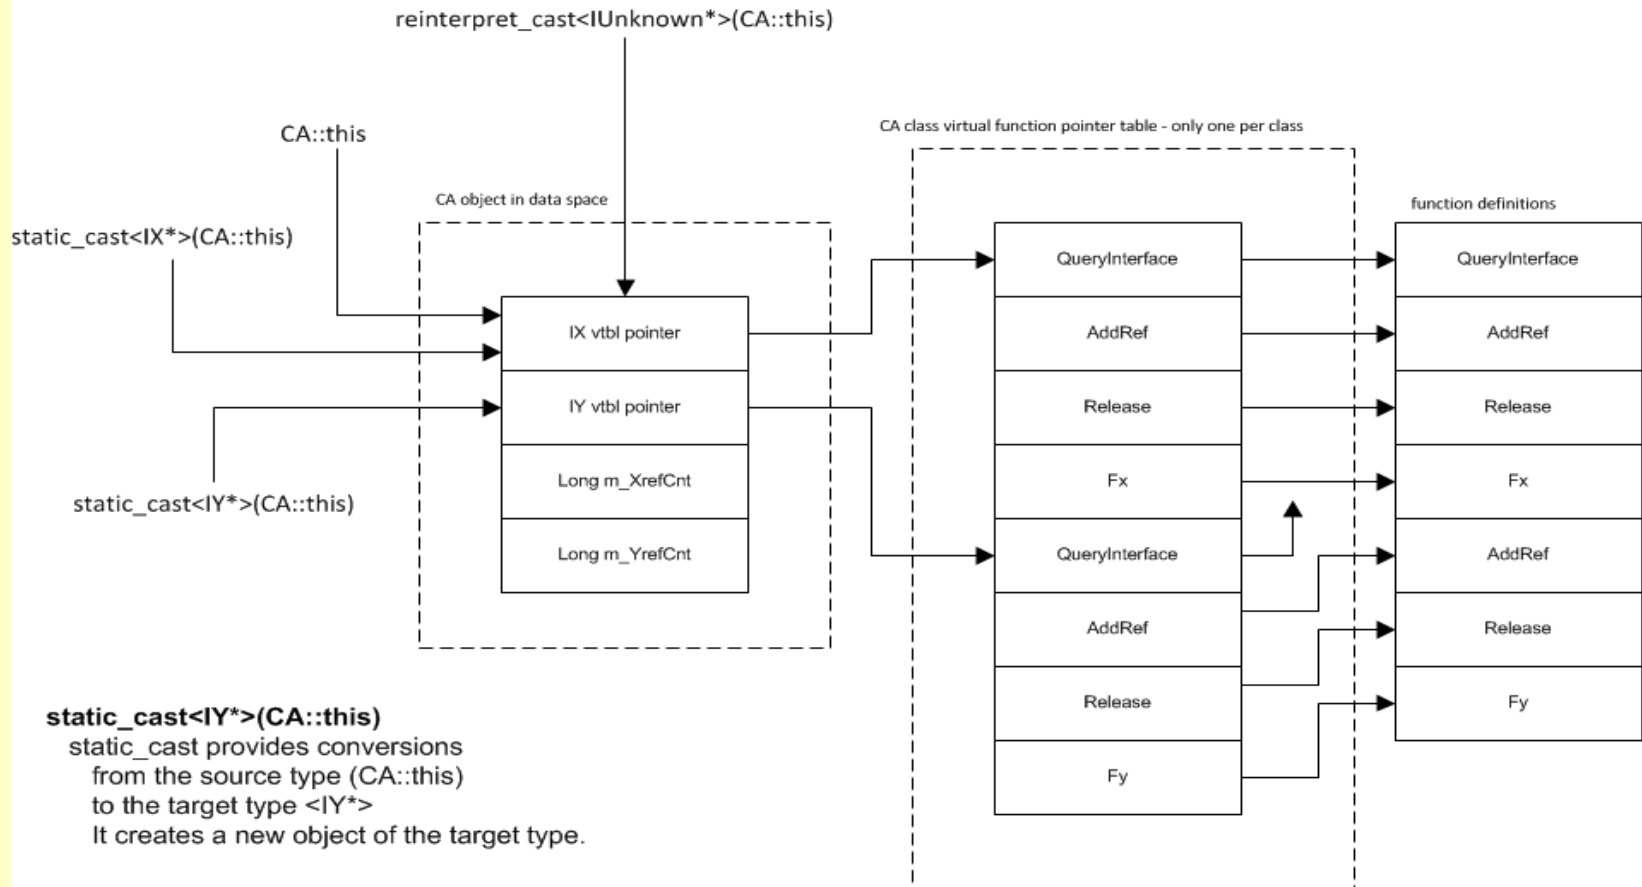 reinterpret_cast<IUnknown*>(CA::this)
CA::this
CA class virtual function pointer table - only one per class
CA object in data space
function definitions
static_cast<IX*>(CA::this)
QueryInterface
QueryInterface
IX vtbl pointer
AddRef
AddRef
IY vtbl pointer
Release
Release
Long m_XrefCnt
Fx
Fx
static_cast<IY*>(CA::this)
Long m_YrefCnt
QueryInterface
AddRef
AddRef
Release
Release
Fy
Fy
static_cast<IY*>(CA::this)
static_cast provides conversions
from the source type (CA::this)
to the target type <IY*>
It creates a new object of the target type.